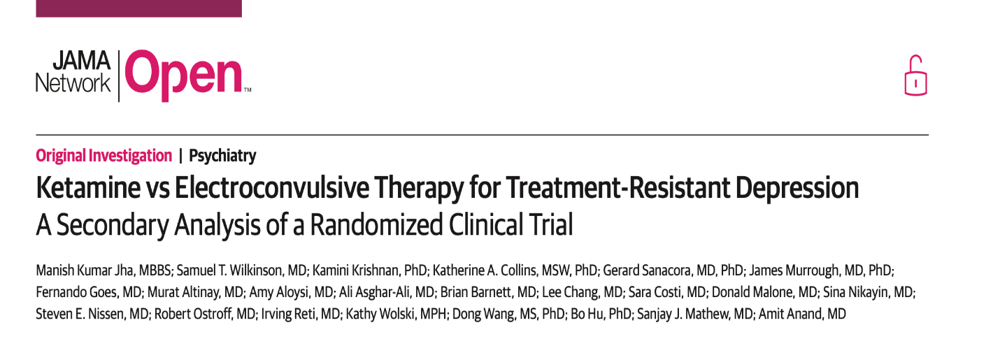 JAMA
Network
Open™
Original Investigation | Psychiatry
Ketamine vs Electroconvulsive Therapy for Treatment-Resistant Depression
A Secondary Analysis of a Randomized Clinical Trial
Manish Kumar Jha, MBBS; Samuel T. Wilkinson, MD; Kamini Krishnan, PhD; Katherine A. Collins, MSW, PhD; Gerard Sanacora, MD, PhD; James Murrough, MD, PhD;
Fernando Goes, MD; Murat Altinay, MD; Amy Aloysi, MD; Ali Asghar-Ali, MD; Brian Barnett, MD; Lee Chang, MD; Sara Costi, MD; Donald Malone, MD; Sina Nikayin, MD;
Steven E. Nissen, MD; Robert Ostroff, MD; Irving Reti, MD; Kathy Wolski, MPH; Dong Wang, MS, PhD; Bo Hu, PhD; Sanjay J. Mathew, MD; Amit Anand, MD